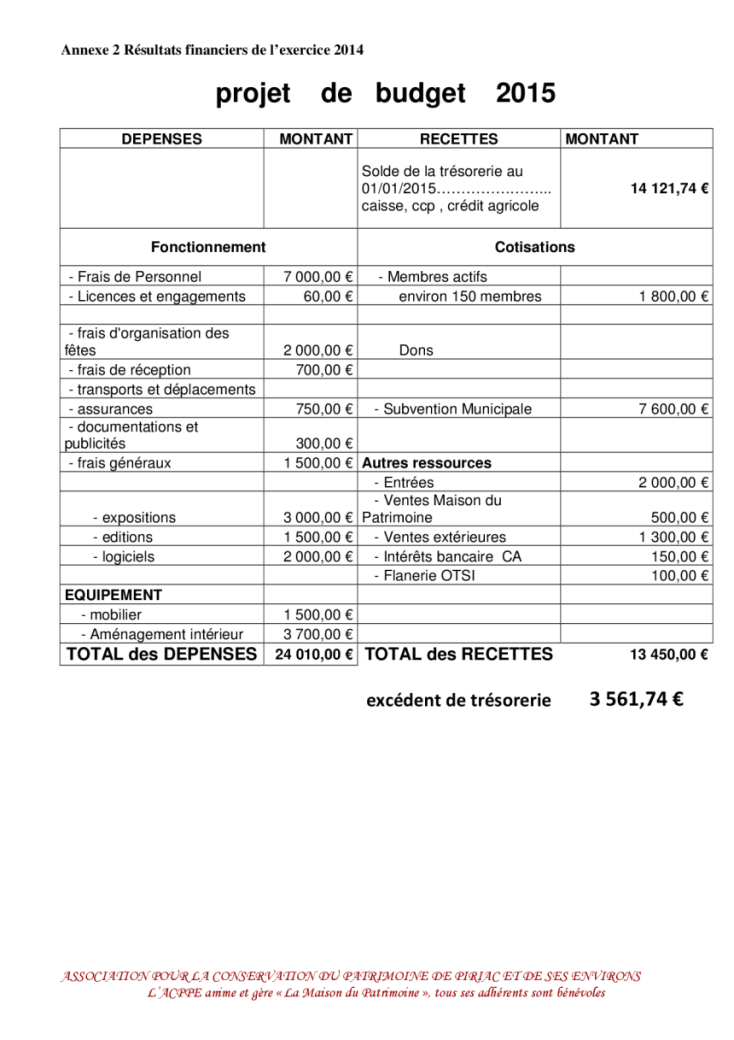 Annexe 2 Résultats financiers de l'exercice 2014
projet de budget 2015
DEPENSES MONTANT RECETTES MONTANT
Solde de la trésorerie au
01/01/2015…………………...
caisse, ccp , crédit agricole
14 121,74 €
Fonctionnement Cotisations
- Frais de Personnel 7 000,00 € - Membres actifs
- Licences et engagements 60,00 € environ 150 membres 1 800,00 €
- frais d'organisation des
fêtes 2 000,00 € Dons
- frais de réception 700,00 €
- transports et déplacements
- assurances 750,00 € - Subvention Municipale 7 600,00 €
- documentations et
publicités 300,00 €
- frais généraux 1 500,00 € Autres ressources
- Entrées 2 000,00 €
- Ventes Maison du
- expositions 3 000,00 € Patrimoine 500,00 €
- editions 1 500,00 € - Ventes extérieures 1 300,00 €
- logiciels 2 000,00 € - Intérêts bancaire CA 150,00 €
- Flanerie OTSI 100,00 €
EQUIPEMENT
- mobilier 1 500,00 €
- Aménagement intérieur 3 700,00 €
TOTAL des DEPENSES 24 010,00 € TOTAL des RECETTES 13 450,00 €
excédent de trésorerie 3 561,74 €
ASSOCIATION POUR LA CONSERVATION DU PATRIMOINE DE PIRIAC ET DE SES ENVIRONS
L'ACPPE anime et gère « La Maison du Patrimoine », tous ses adhérents sont bénévoles